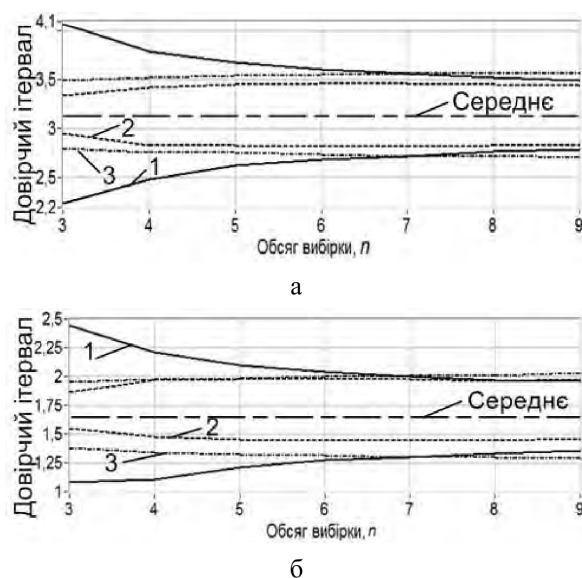 Довірчий ітервал
4,1
3,5
3
2,5
2,2
Середнє
2
3
1
3 4 5 6 7 8 9
Обсяг вибірки, n
а
Довірчий ітервал
2,5
2,25
2
1,75
1,5
1,25
1
1
Середнє
2
3
3 4 5 6 7 8 9
Обсяг вибірки, n
б